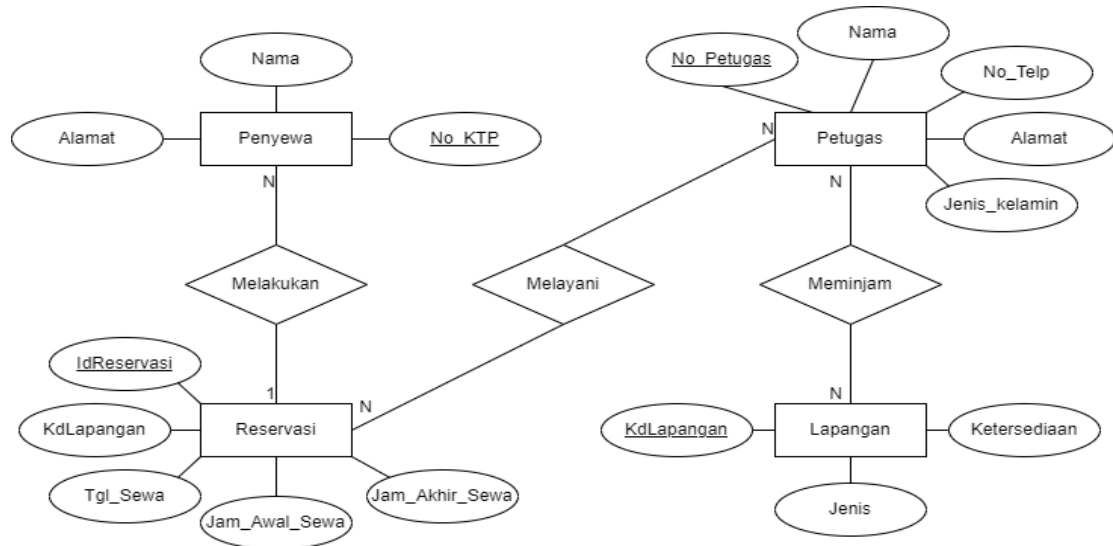 Nama
Alamat
Penyewa
No_KTP
N
Melakukan
1
IdReservasi
KdLapangan
Reservasi
Tgl_Sewa
Jam_Awal_Sewa
Jam_Akhir_Sewa
N
Melayani
N
No_Petugas
Nama
No_Telp
Petugas
Alamat
Jenis_kelamin
N
Meminjam
N
KdLapangan
Lapangan
Ketersediaan
Jenis